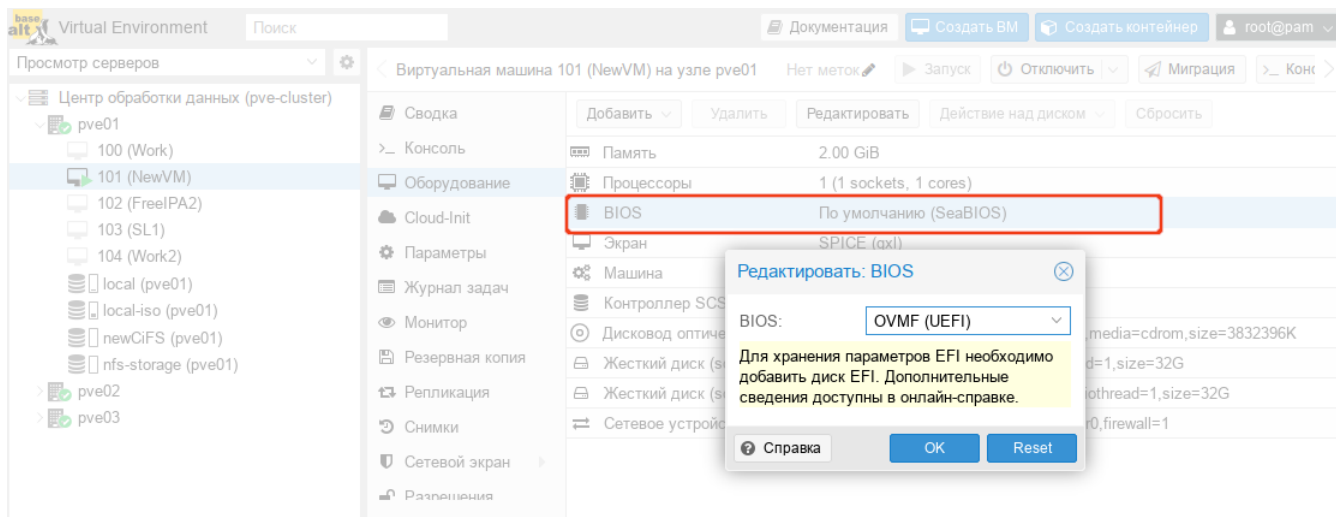 base alt Virtual Environment Поиск Документация Создать ВМ Создать контейнер root@pam
Просмотр серверов
Виртуальная машина 101 (NewVM) на узле pve01 Нет меток Запуск Отключить Миграция >_
Центр обработки данных (pve-cluster)
pve01
100 (Work)
101 (NewVM)
102 (FreeIPA2)
103 (SL1)
104 (Work2)
local (pve01)
local-iso (pve01)
newCiFS (pve01)
nfs-storage (pve01)
pve02
pve03
Сводка
>_ Консоль
Оборудование
Cloud-Init
Параметры
Журнал задач
Монитор
Резервная копия
Репликация
Снимки
Сетевой экран
Разрешения
Добавить Удалить Редактировать Действие над диском Сбросить
Память 2.00 GiB
Процессоры 1 (1 sockets, 1 cores)
BIOS По умолчанию (SeaBIOS)
Экран SPICE (qxl)
Машина
Контроллер SCS
Дисковод оптиче ,media=cdrom,size=3832396K
Жесткий диск (s d=1,size=32G
Жесткий диск (s iothread=1,size=32G
Сетевое устройс r0,firewall=1
Редактировать: BIOS
BIOS: OVMF (UEFI)
Для хранения параметров EFI необходимо
добавить диск EFI. Дополнительные
сведения доступны в онлайн-справке.
Справка OK Reset